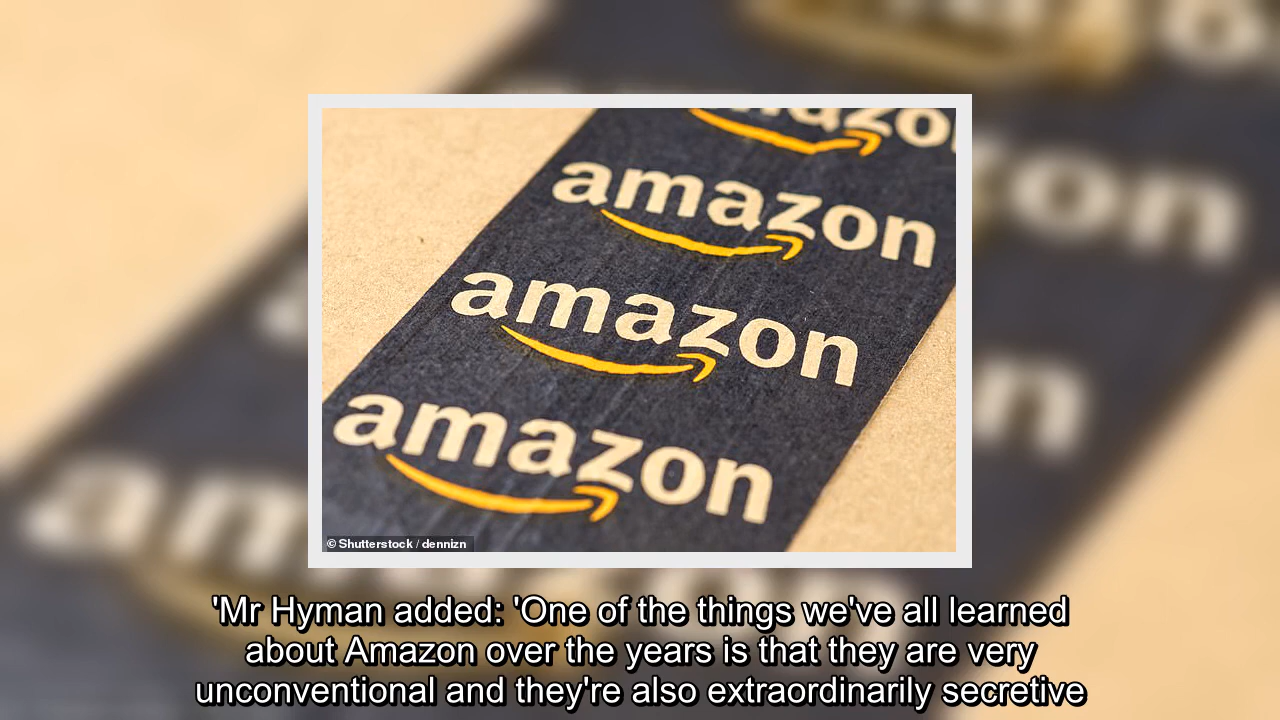 amazon
amazon
amazon
amazon
© Shutterstock / dennizn
'Mr Hyman added: 'One of the things we've all learned
about Amazon over the years is that they are very
unconventional and they're also extraordinarily secretive